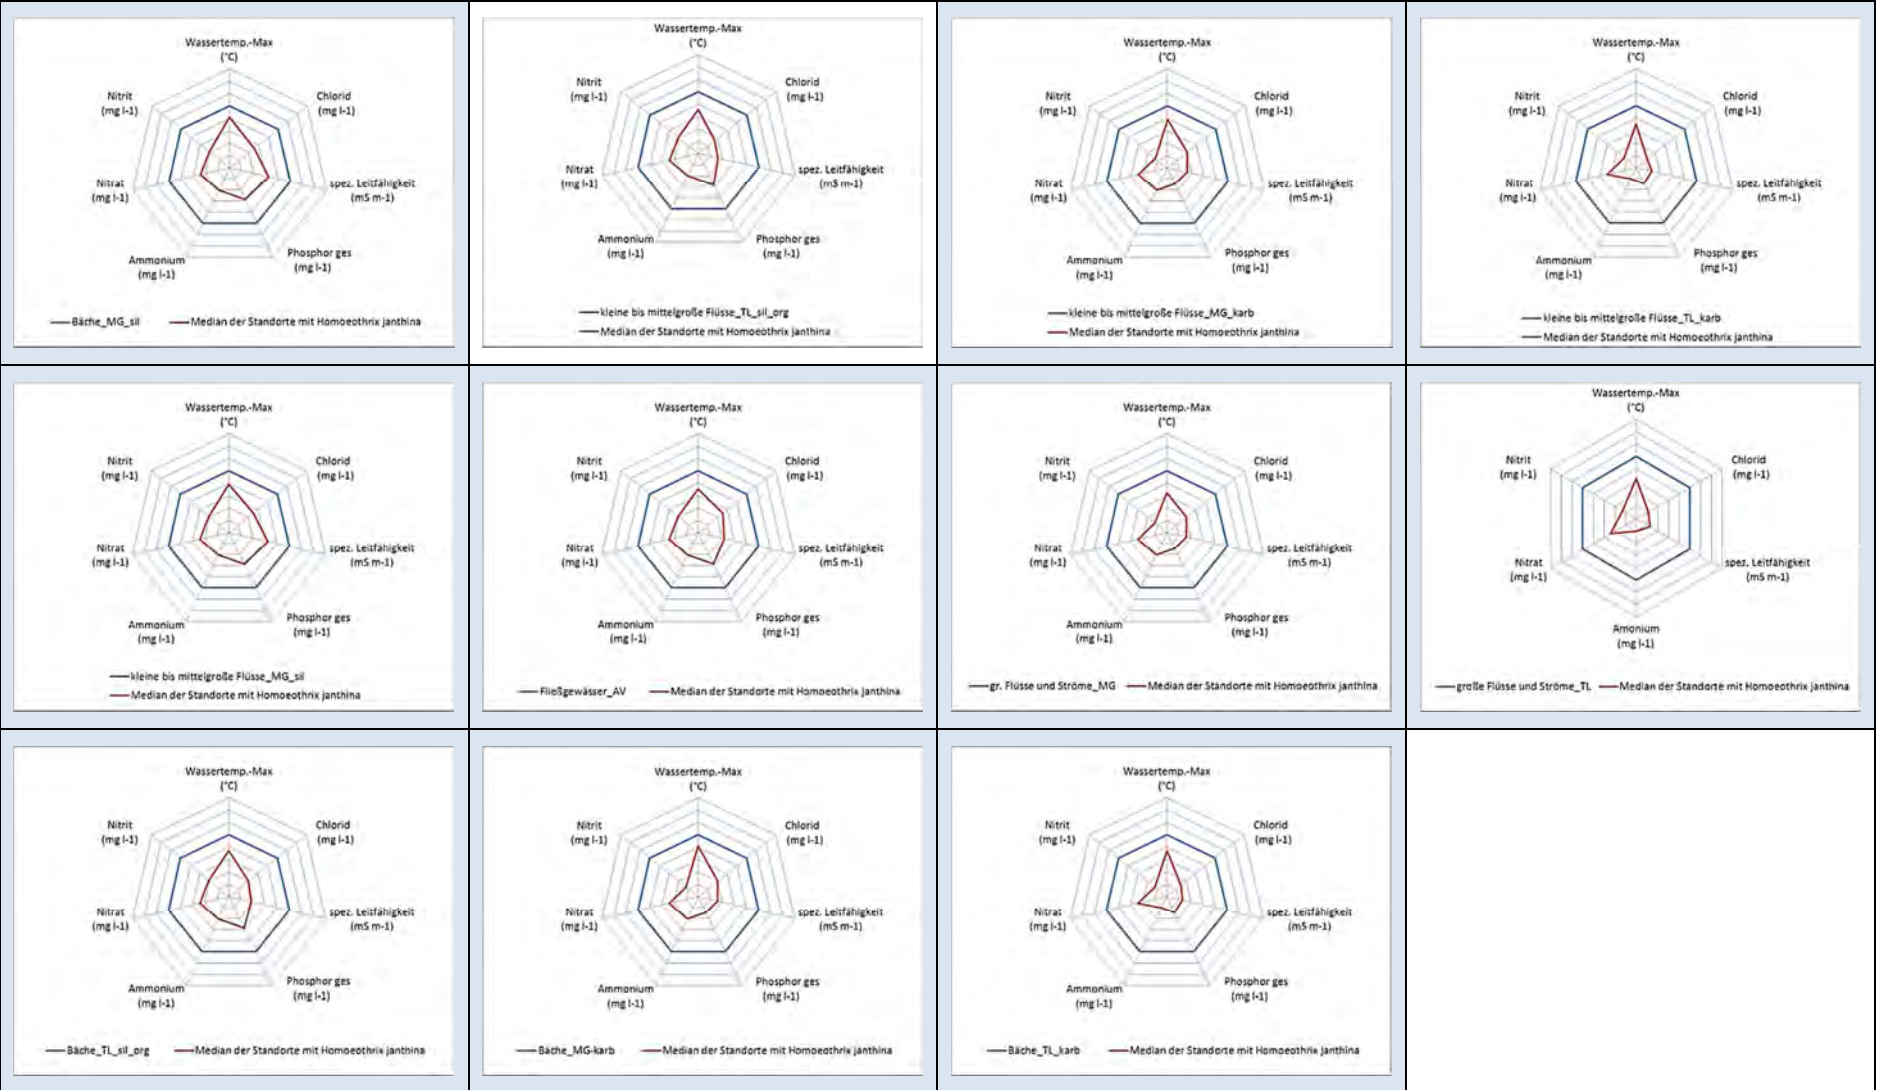 Wassertemp.-Max
(°C)
Nitrit
(mg l-1)
Chlorid
(mg l-1)
Nitrat
(mg l-1)
spez. Leitfähigkeit
(mS m-1)
Ammonium
(mg l-1)
Phosphor ges
(mg l-1)
Bäche_MG_sil
Median der Standorte mit Homoeothrix janthina
Wassertemp.-Max
(°C)
Nitrit
(mg l-1)
Chlorid
(mg l-1)
Nitrat
(mg l-1)
spez. Leitfähigkeit
(mS m-1)
Ammonium
(mg l-1)
Phosphor ges
(mg l-1)
kleine bis mittelgroße Flüsse_TL_sil_org
Median der Standorte mit Homoeothrix janthina
Wassertemp.-Max
(°C)
Nitrit
(mg l-1)
Chlorid
(mg l-1)
Nitrat
(mg l-1)
spez. Leitfähigkeit
(mS m-1)
Ammonium
(mg l-1)
Phosphor ges
(mg l-1)
kleine bis mittelgroße Flüsse_MG_karb
Median der Standorte mit Homoeothrix janthina
Wassertemp.-Max
(°C)
Nitrit
(mg l-1)
Chlorid
(mg l-1)
Nitrat
(mg l-1)
spez. Leitfähigkeit
(mS m-1)
Ammonium
(mg l-1)
Phosphor ges
(mg l-1)
kleine bis mittelgroße Flüsse_TL_karb
Median der Standorte mit Homoeothrix janthina
Wassertemp.-Max
(°C)
Nitrit
(mg l-1)
Chlorid
(mg l-1)
Nitrat
(mg l-1)
spez. Leitfähigkeit
(mS m-1)
Ammonium
(mg l-1)
Phosphor ges
(mg l-1)
kleine bis mittelgroße Flüsse_MG_sil
Median der Standorte mit Homoeothrix janthina
Wassertemp.-Max
(°C)
Nitrit
(mg l-1)
Chlorid
(mg l-1)
Nitrat
(mg l-1)
spez. Leitfähigkeit
(mS m-1)
Ammonium
(mg l-1)
Phosphor ges
(mg l-1)
Fließgewässer_AV
Median der Standorte mit Homoeothrix janthina
Wassertemp.-Max
(°C)
Nitrit
(mg l-1)
Chlorid
(mg l-1)
Nitrat
(mg l-1)
spez. Leitfähigkeit
(mS m-1)
Ammonium
(mg l-1)
Phosphor ges
(mg l-1)
gr. Flüsse und Ströme_MG
Median der Standorte mit Homoeothrix janthina
Wassertemp.-Max
(°C)
Nitrit
(mg l-1)
Chlorid
(mg l-1)
Nitrat
(mg l-1)
spez. Leitfähigkeit
(mS m-1)
Amonium
(mg l-1)
große Flüsse und Ströme_TL
Median der Standorte mit Homoeothrix janthina
Wassertemp.-Max
(°C)
Nitrit
(mg l-1)
Chlorid
(mg l-1)
Nitrat
(mg l-1)
spez. Leitfähigkeit
(mS m-1)
Ammonium
(mg l-1)
Phosphor ges
(mg l-1)
Bäche_TL_sil_org
Median der Standorte mit Homoeothrix janthina
Wassertemp.-Max
(°C)
Nitrit
(mg l-1)
Chlorid
(mg l-1)
Nitrat
(mg l-1)
spez. Leitfähigkeit
(mS m-1)
Ammonium
(mg l-1)
Phosphor ges
(mg l-1)
Bäche_MG-karb
Median der Standorte mit Homoeothrix janthina
Wassertemp.-Max
(°C)
Nitrit
(mg l-1)
Chlorid
(mg l-1)
Nitrat
(mg l-1)
spez. Leitfähigkeit
(mS m-1)
Ammonium
(mg l-1)
Phosphor ges
(mg l-1)
Bäche_TL_karb
Median der Standorte mit Homoeothrix janthina